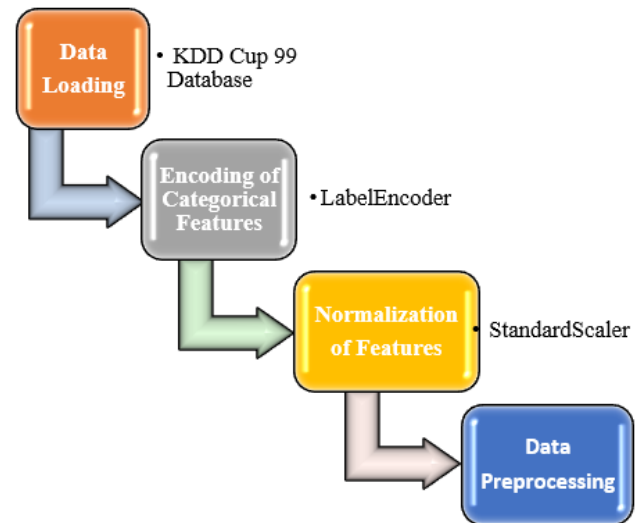 Data
Loading
• KDD Cup 99
Database
Encoding of
Categorical
Features
• LabelEncoder
Normalization
of Features
• StandardScaler
Data
Preprocessing